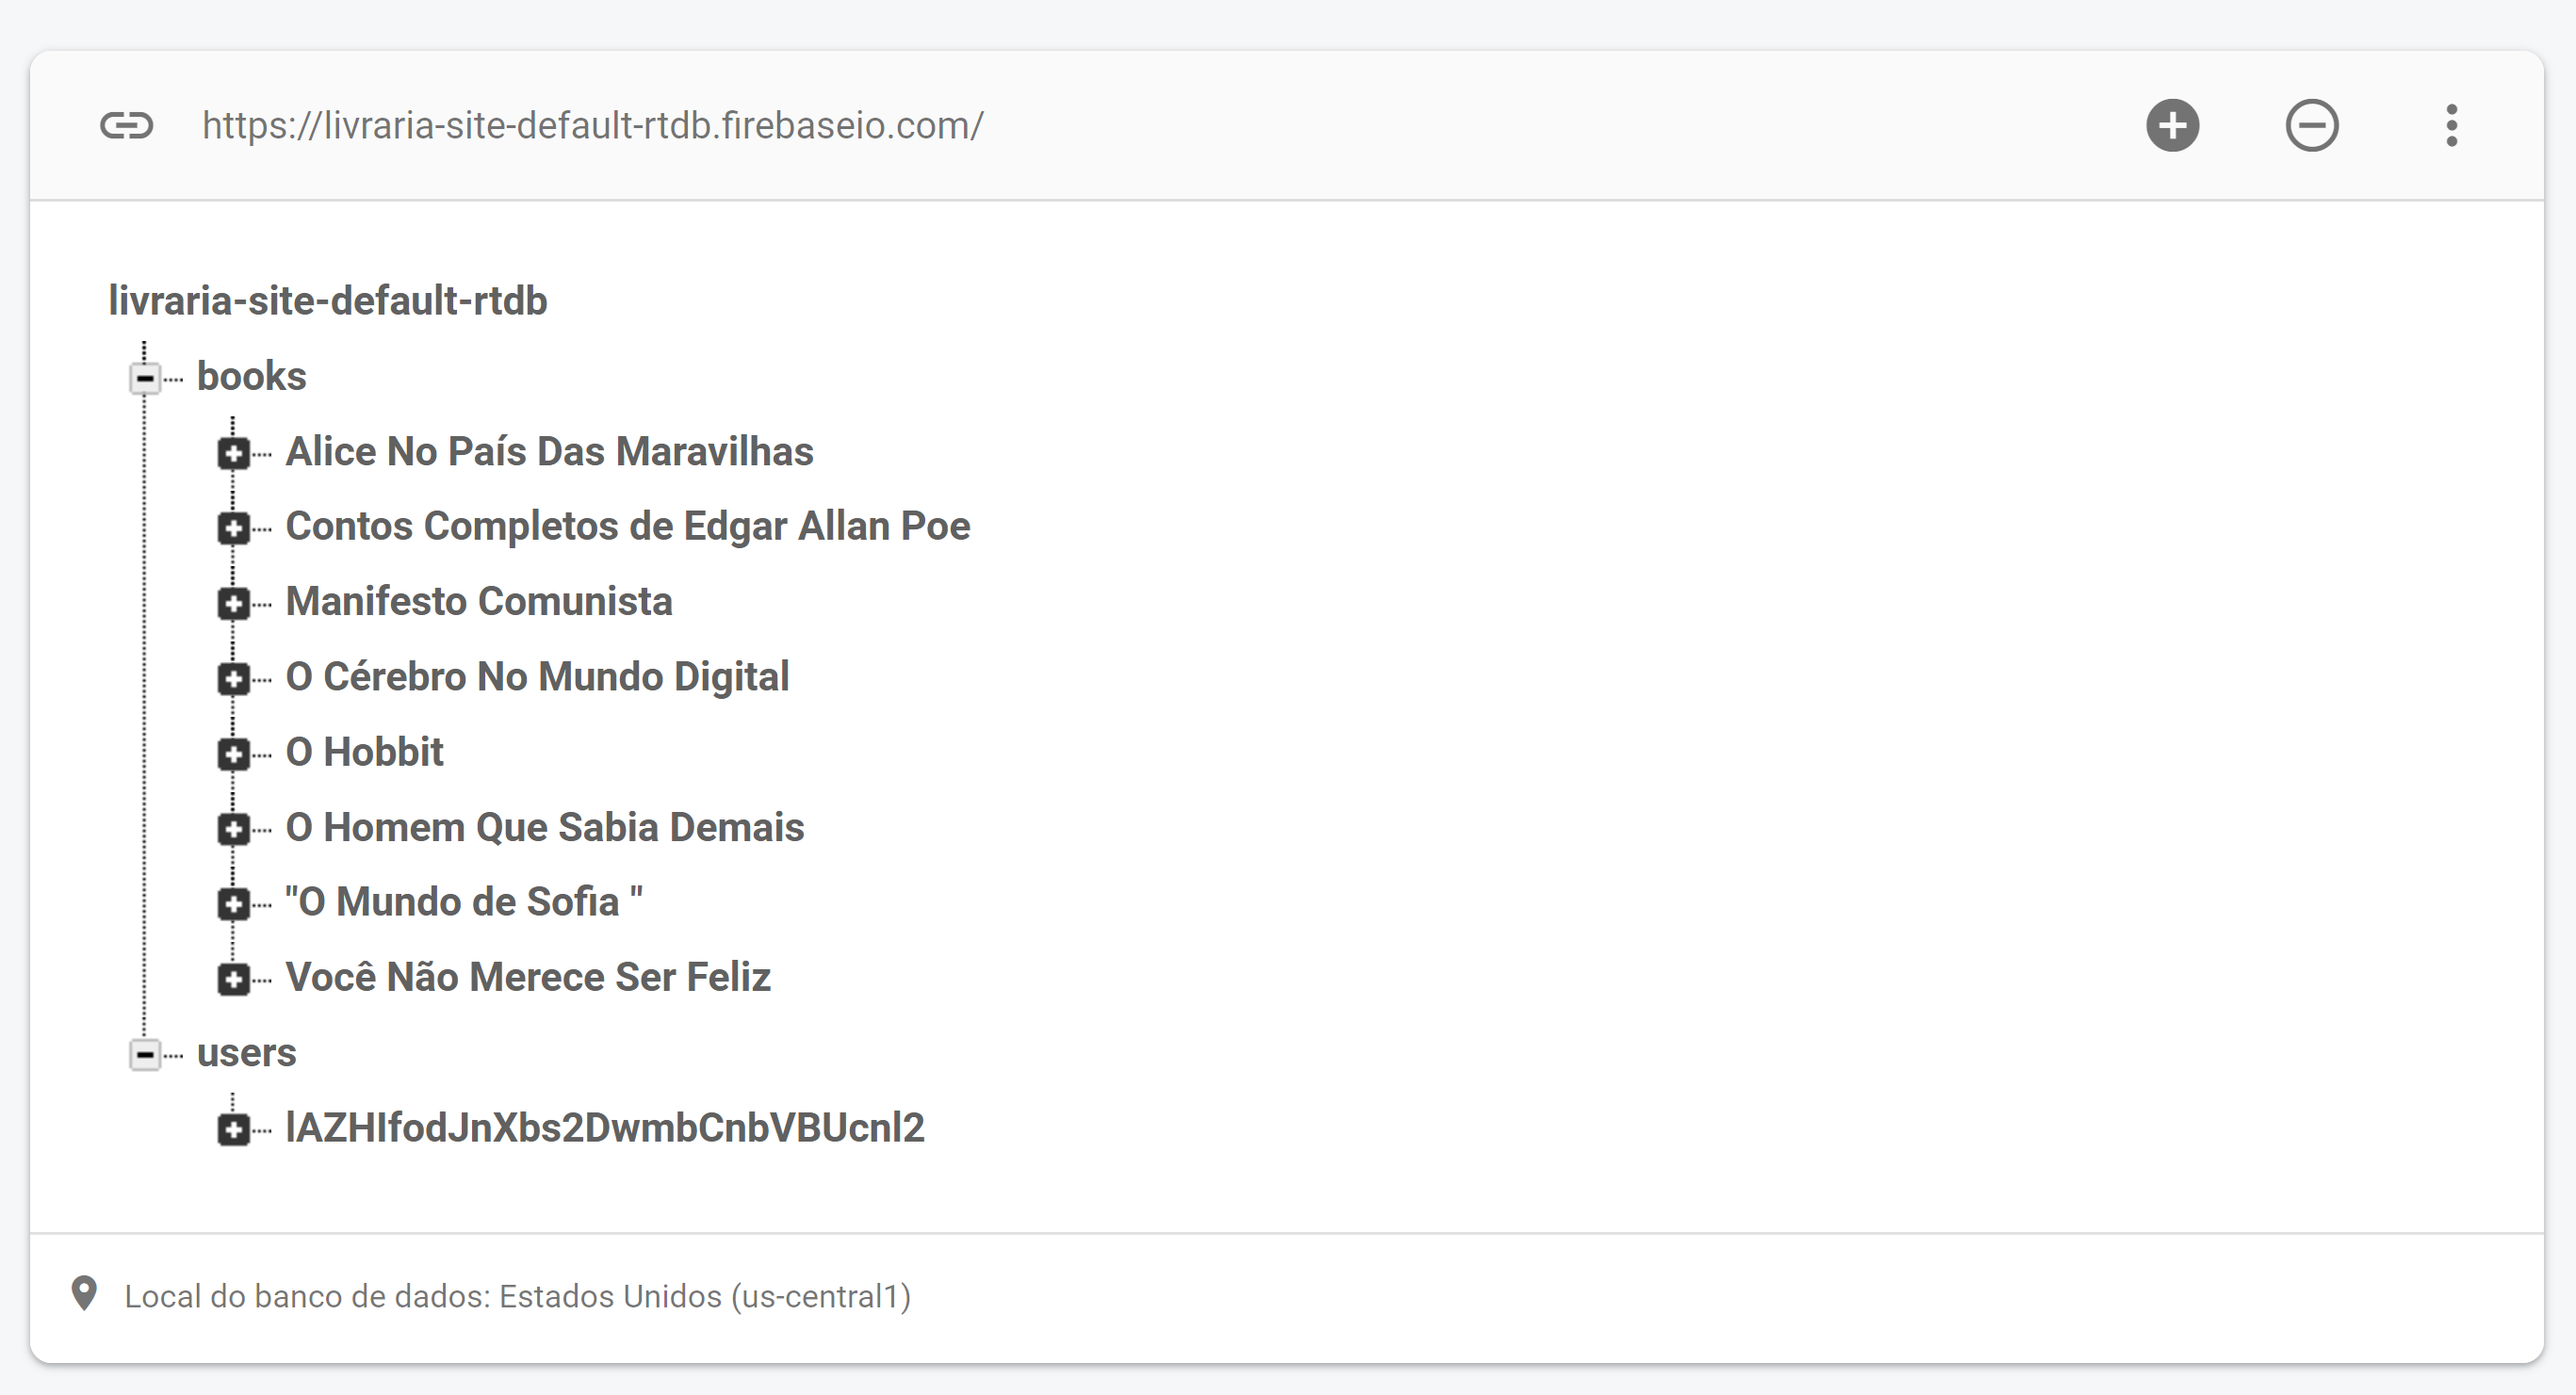 https://livraria-site-default-rtdb.firebaseio.com/
livraria-site-default-rtdb
books
Alice No País Das Maravilhas
Contos Completos de Edgar Allan Poe
Manifesto Comunista
O Cérebro No Mundo Digital
O Hobbit
O Homem Que Sabia Demais
"O Mundo de Sofia "
Você Não Merece Ser Feliz
users
lAZHIfodJnXbs2DwmbCnbVBUcnl2
Local do banco de dados: Estados Unidos (us-central1)